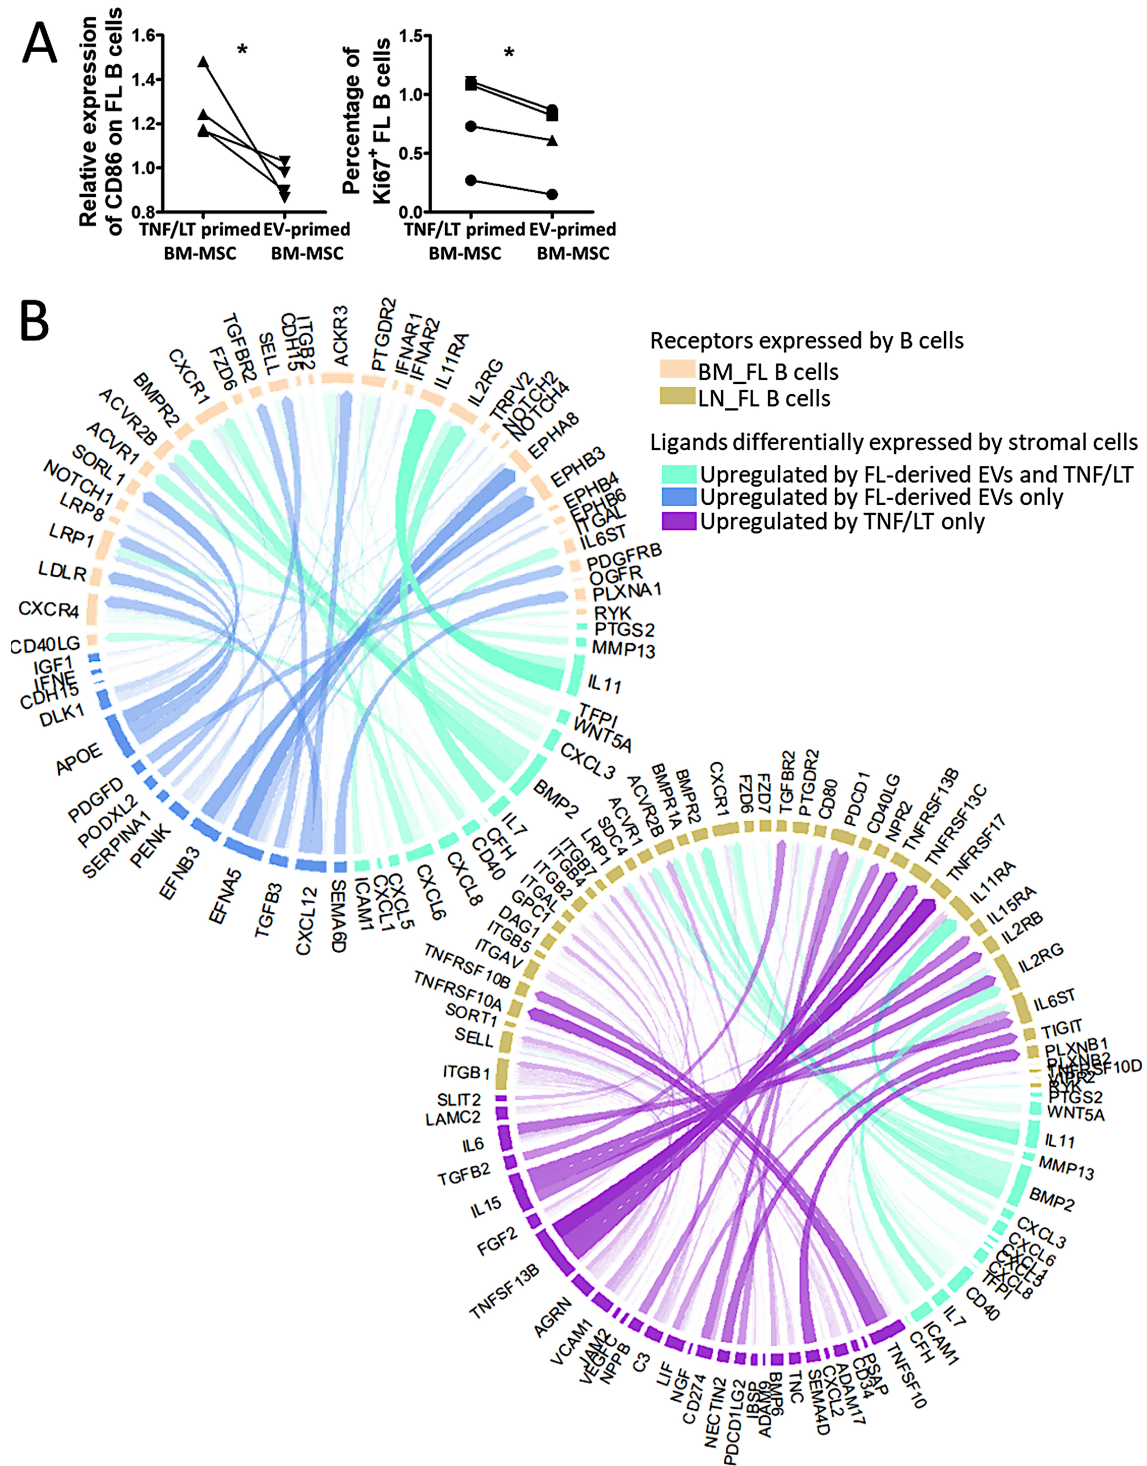 A
Relative expression
of CD86 on FL B cells
1.6
1.4
1.2
1.0
0.8
*
TNF/LT primed
BM-MSC
EV-primed
BM-MSC
Percentage of
Ki67+ FL B cells
1.5
1.0
0.5
0.0
*
TNF/LT primed
BM-MSC
EV-primed
BM-MSC
B
Receptors expressed by B cells
BM_FL B cells
LN_FL B cells
Ligands differentially expressed by stromal cells
Upregulated by FL-derived EVs and TNF/LT
Upregulated by FL-derived EVs only
Upregulated by TNF/LT only
CD40LG
CXCR4
LDLR
LRP1
LRP8
NOTCH1
SORL1
ACVR1
ACVR2B
BMPR2
CXCR1
FZD6
TGFBR2
SELL
CDH15
ITGB2
ACKR3
PTGDR2
IFNAR1
IFNAR2
IL11RA
IL2RG
TRPV2
NOTCH2
NOTCH4
EPHA8
EPHB3
EPHB4
EPHB6
ITGAL
IL6ST
PDGFRB
OGFR
PLXNA1
RYK
PTGS2
MMP13
IL11
TFPI
WNT5A
CXCL3
BMP2
IL7
CFH
CD40
CXCL8
CXCL6
CXCL5
CXCL1
ICAM1
SEMA6D
CXCL12
TGFB3
EFNA5
EFNB3
PENK
SERPINA1
PODXL2
PDGFD
APOE
DLK1
CDH15
IFNE
IGF1
ITGB1
SELL
SORT1
TNFRSF10A
TNFRSF10B
ITGAV
ITGB5
DAG1
GPC1
ITGAL
ITGB2
ITGB4
ITGB7
LRP1
SDC4
ACVR1
ACVR2B
BMPR1A
BMPR2
CXCR1
FZD6
FZD7
TGFBR2
PTGDR2
CD80
PDCD1
CD40LG
NPR2
TNFRSF13B
TNFRSF13C
TNFRSF17
IL11RA
IL15RA
IL2RB
IL2RG
IL6ST
TIGIT
PLXNB1
PLXNB2
TNFRSF10D
RYK
PTGS2
WNT5A
IL11
MMP13
BMP2
CXCL3
CXCL6
CXCL8
TFPI
CD40
IL7
ICAM1
CFH
TNFSF10
PSAP
CD34
ADAM17
CXCL2
SEMA4D
TNC
BMP6
IBSP
PDCD1LG2
NECTIN2
CD274
NGF
LIF
C3
NPPB
JAM2
VCAM1
AGRN
TNFSF13B
FGF2
IL15
TGFB2
IL6
LAMC2
SLIT2